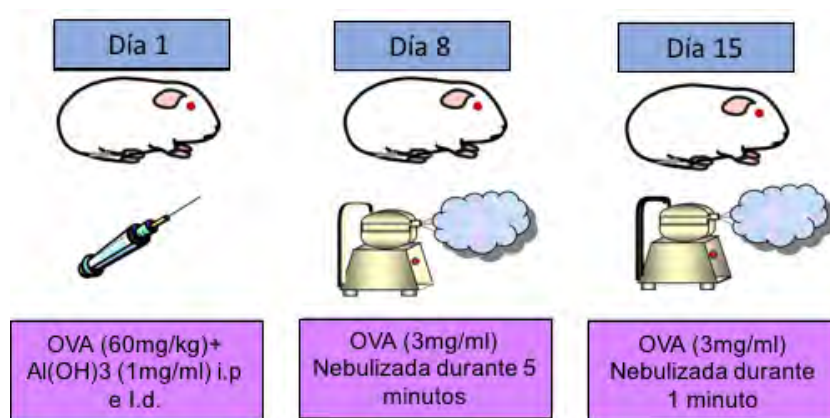 Día 1
Día 8
Día 15
OVA (60mg/kg)+
Al(OH)3 (1mg/ml) i.p
e I.d.
OVA (3mg/ml)
Nebulizada durante 5
minutos
OVA (3mg/ml)
Nebulizada durante
1 minuto